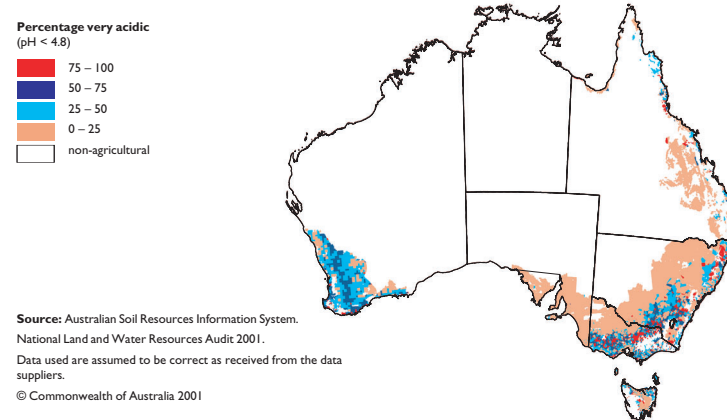 Percentage very acidic
(pH < 4.8)
75 – 100
50 – 75
25 – 50
0 – 25
non-agricultural
Source: Australian Soil Resources Information System.
National Land and Water Resources Audit 2001.
Data used are assumed to be correct as received from the data
suppliers.
© Commonwealth of Australia 2001